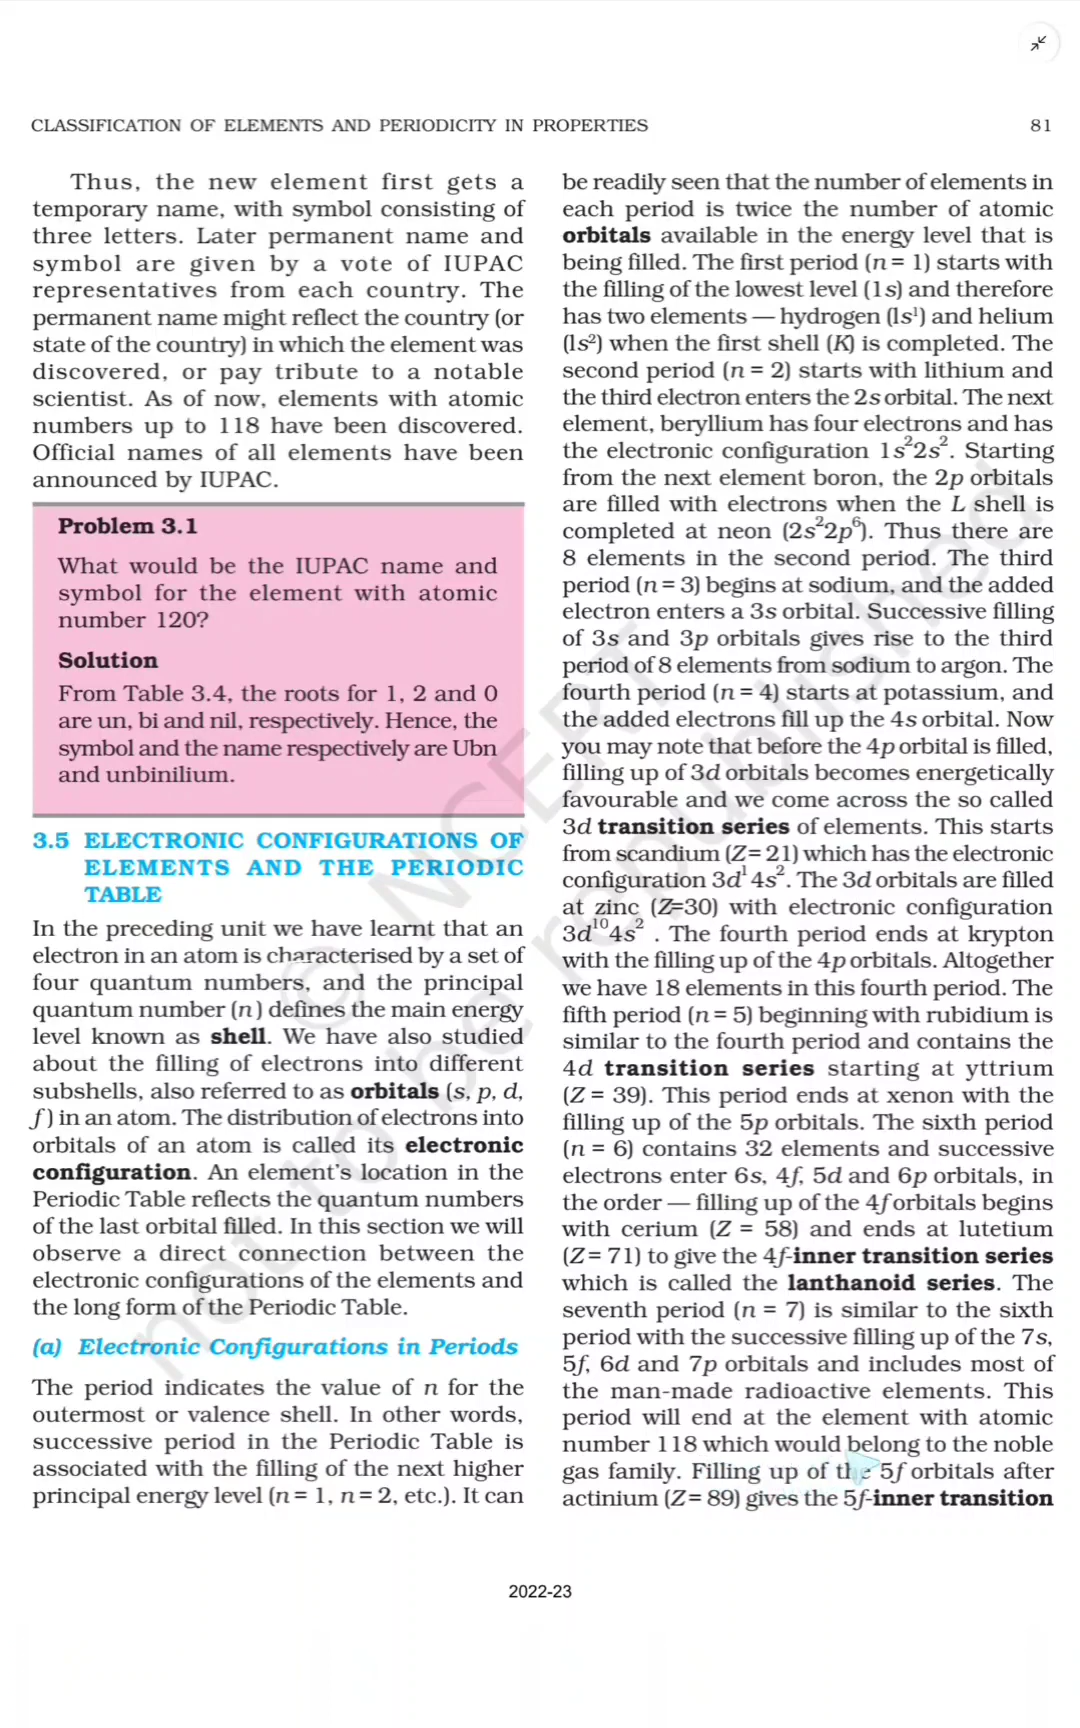 CLASSIFICATION OF ELEMENTS AND PERIODICITY IN PROPERTIES 81
Thus, the new element first gets a
temporary name, with symbol consisting of
three letters. Later permanent name and
symbol are given by a vote of IUPAC
representatives from each country. The
permanent name might reflect the country (or
state of the country) in which the element was
discovered, or pay tribute to a notable
scientist. As of now, elements with atomic
numbers up to 118 have been discovered.
Official names of all elements have been
announced by IUPAC.
Problem 3.1
What would be the IUPAC name and
symbol for the element with atomic
number 120?
Solution
From Table 3.4, the roots for 1, 2 and 0
are un, bi and nil, respectively. Hence, the
symbol and the name respectively are Ubn
and unbinilium.
3.5 ELECTRONIC CONFIGURATIONS OF
ELEMENTS AND THE PERIODIC
TABLE
In the preceding unit we have learnt that an
electron in an atom is characterised by a set of
four quantum numbers, and the principal
quantum number (n) defines the main energy
level known as shell. We have also studied
about the filling of electrons into different
subshells, also referred to as orbitals (s, p, d,
f) in an atom. The distribution of electrons into
orbitals of an atom is called its electronic
configuration. An element's location in the
Periodic Table reflects the quantum numbers
of the last orbital filled. In this section we will
observe a direct connection between the
electronic configurations of the elements and
the long form of the Periodic Table.
(a) Electronic Configurations in Periods
The period indicates the value of n for the
outermost or valence shell. In other words,
successive period in the Periodic Table is
associated with the filling of the next higher
principal energy level (n = 1, n = 2, etc.). It can
be readily seen that the number of elements in
each period is twice the number of atomic
orbitals available in the energy level that is
being filled. The first period (n = 1) starts with
the filling of the lowest level (1s) and therefore
has two elements — hydrogen (ls¹) and helium
(ls²) when the first shell (K) is completed. The
second period (n = 2) starts with lithium and
the third electron enters the 2s orbital. The next
element, beryllium has four electrons and has
the electronic configuration 1s²2s². Starting
from the next element boron, the 2p orbitals
are filled with electrons when the L shell is
completed at neon (2s²2p⁶). Thus there are
8 elements in the second period. The third
period (n = 3) begins at sodium, and the added
electron enters a 3s orbital. Successive filling
of 3s and 3p orbitals gives rise to the third
period of 8 elements from sodium to argon. The
fourth period (n = 4) starts at potassium, and
the added electrons fill up the 4s orbital. Now
you may note that before the 4p orbital is filled,
filling up of 3d orbitals becomes energetically
favourable and we come across the so called
3d transition series of elements. This starts
from scandium (Z = 21) which has the electronic
configuration 3d¹4s². The 3d orbitals are filled
at zinc (Z=30) with electronic configuration
3d¹⁰4s² . The fourth period ends at krypton
with the filling up of the 4p orbitals. Altogether
we have 18 elements in this fourth period. The
fifth period (n = 5) beginning with rubidium is
similar to the fourth period and contains the
4d transition series starting at yttrium
(Z = 39). This period ends at xenon with the
filling up of the 5p orbitals. The sixth period
(n = 6) contains 32 elements and successive
electrons enter 6s, 4f, 5d and 6p orbitals, in
the order — filling up of the 4f orbitals begins
with cerium (Z = 58) and ends at lutetium
(Z = 71) to give the 4f-inner transition series
which is called the lanthanoid series. The
seventh period (n = 7) is similar to the sixth
period with the successive filling up of the 7s,
5f, 6d and 7p orbitals and includes most of
the man-made radioactive elements. This
period will end at the element with atomic
number 118 which would belong to the noble
gas family. Filling up of the 5f orbitals after
actinium (Z = 89) gives the 5f-inner transition
© NCERT
not to be republished
2022-23